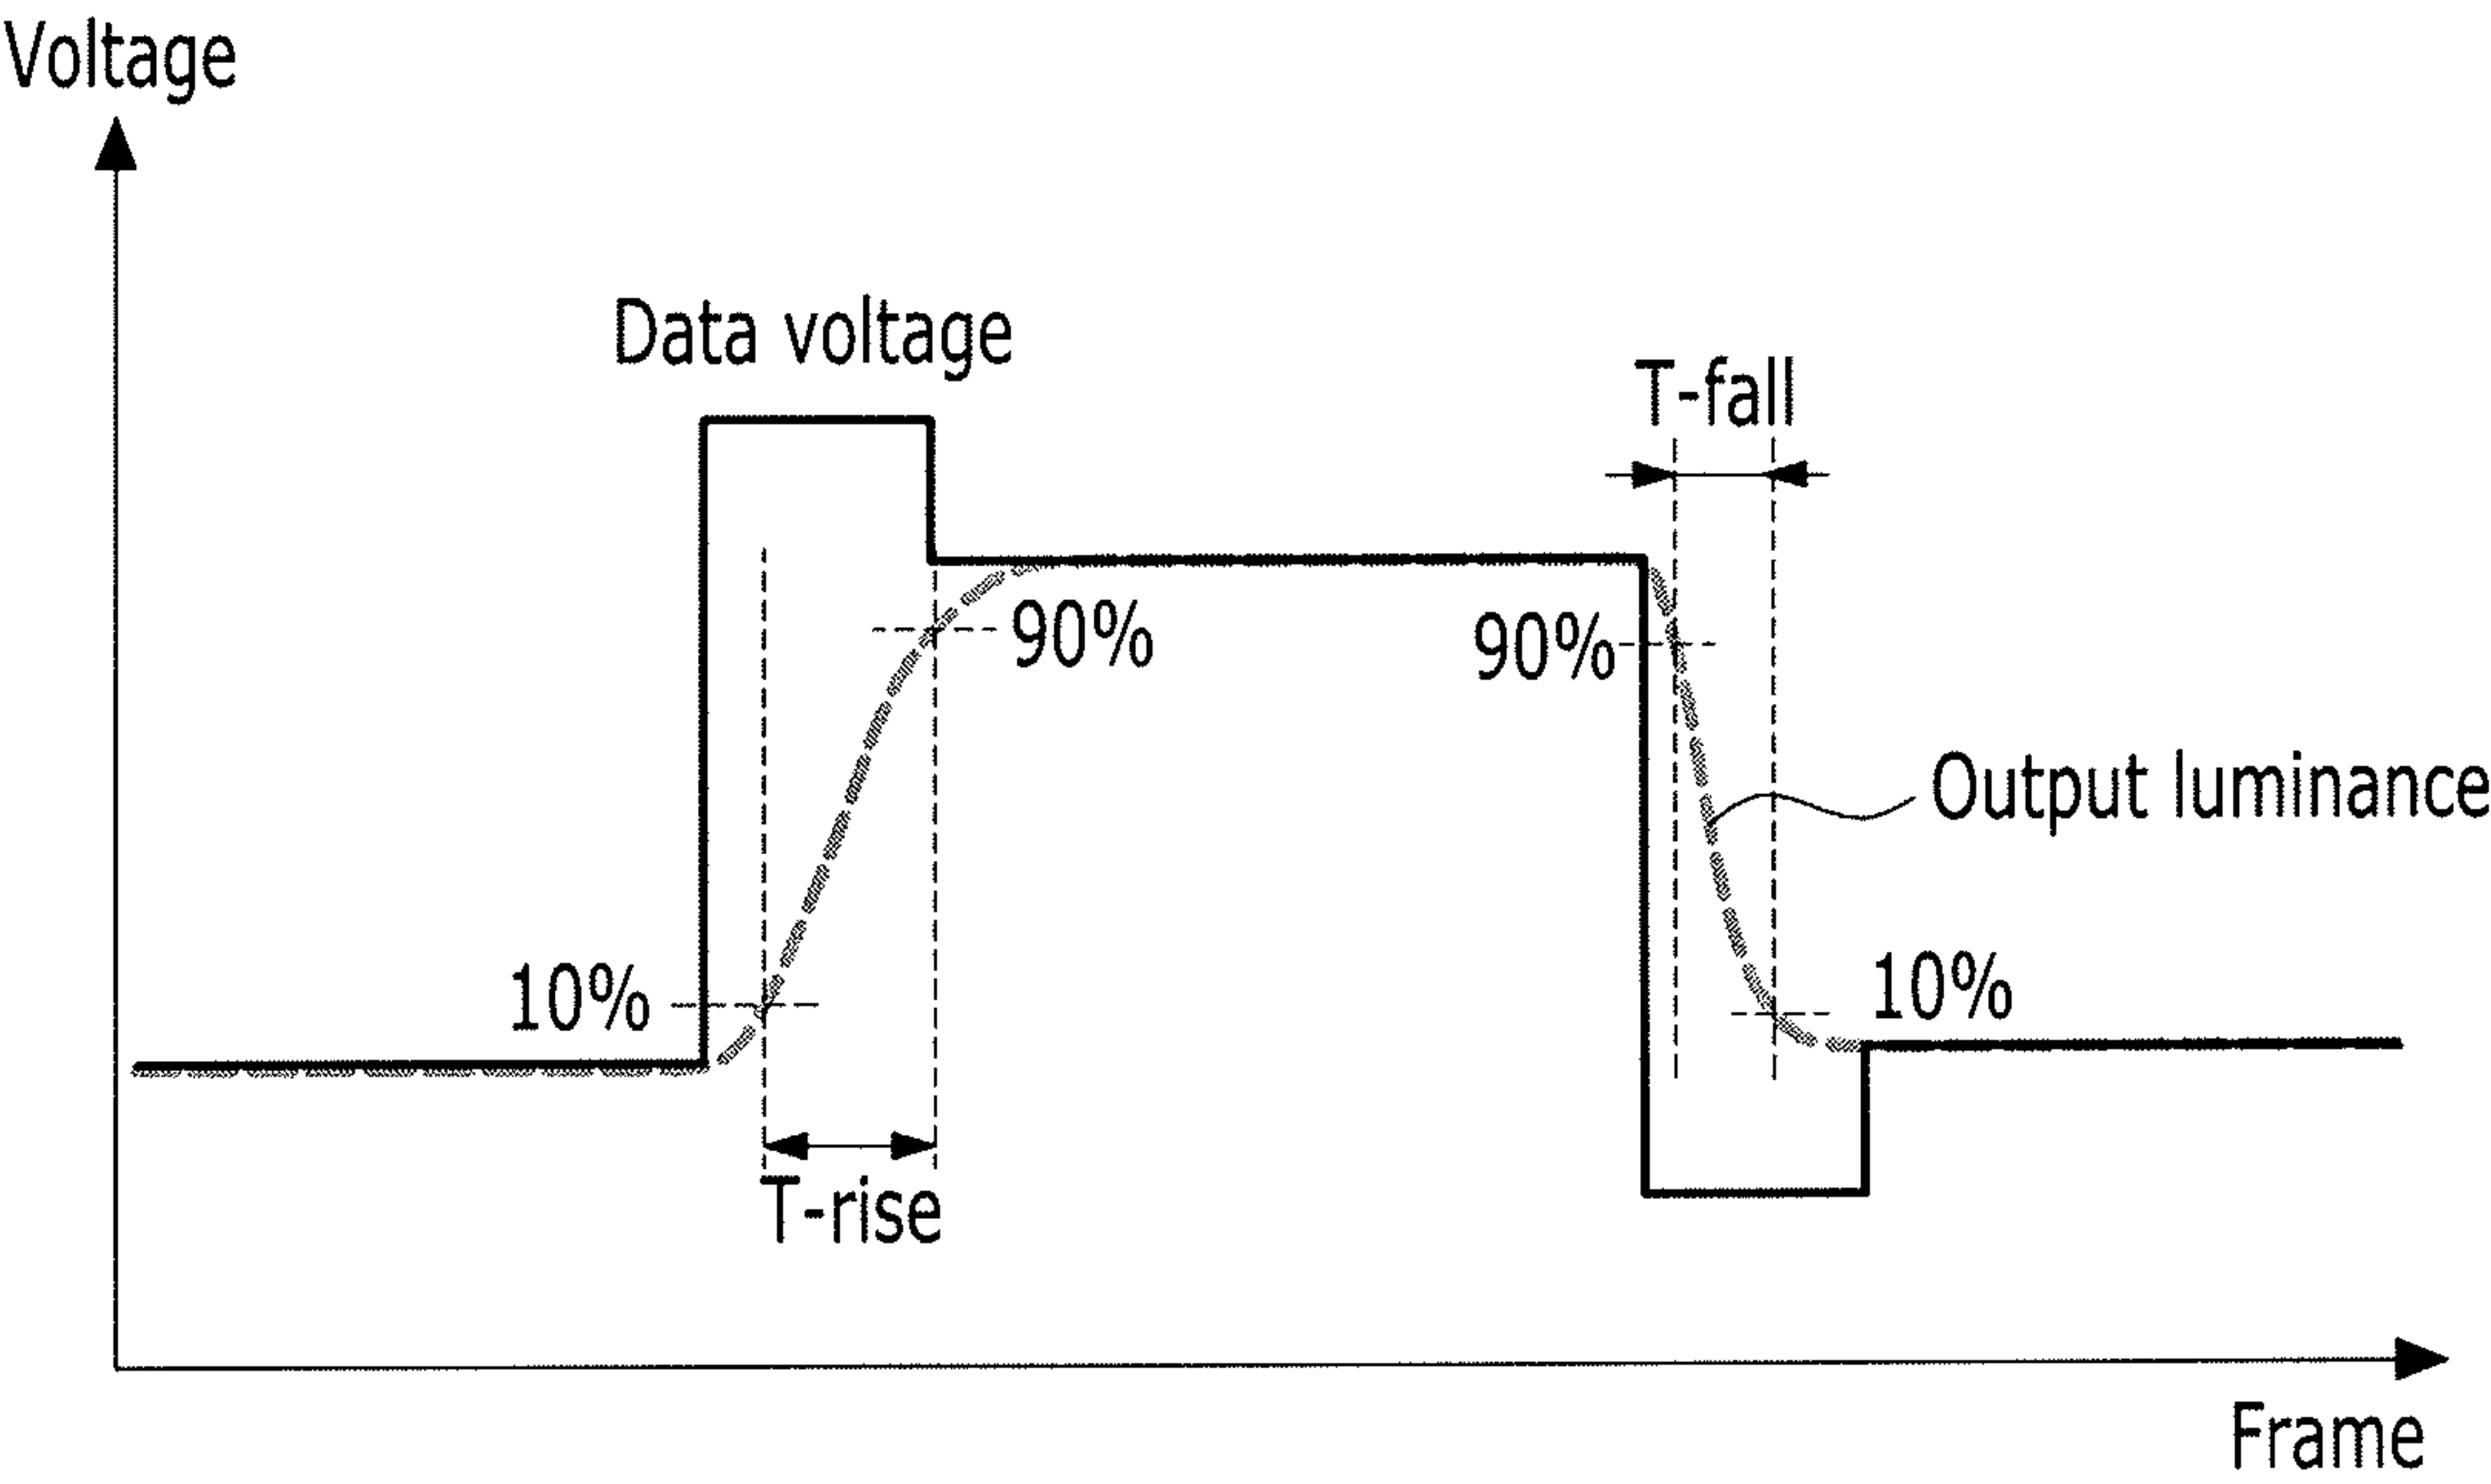 Voltage
Data voltage
T-fall
90%
90%
Output luminance
10%
10%
T-rise
Frame